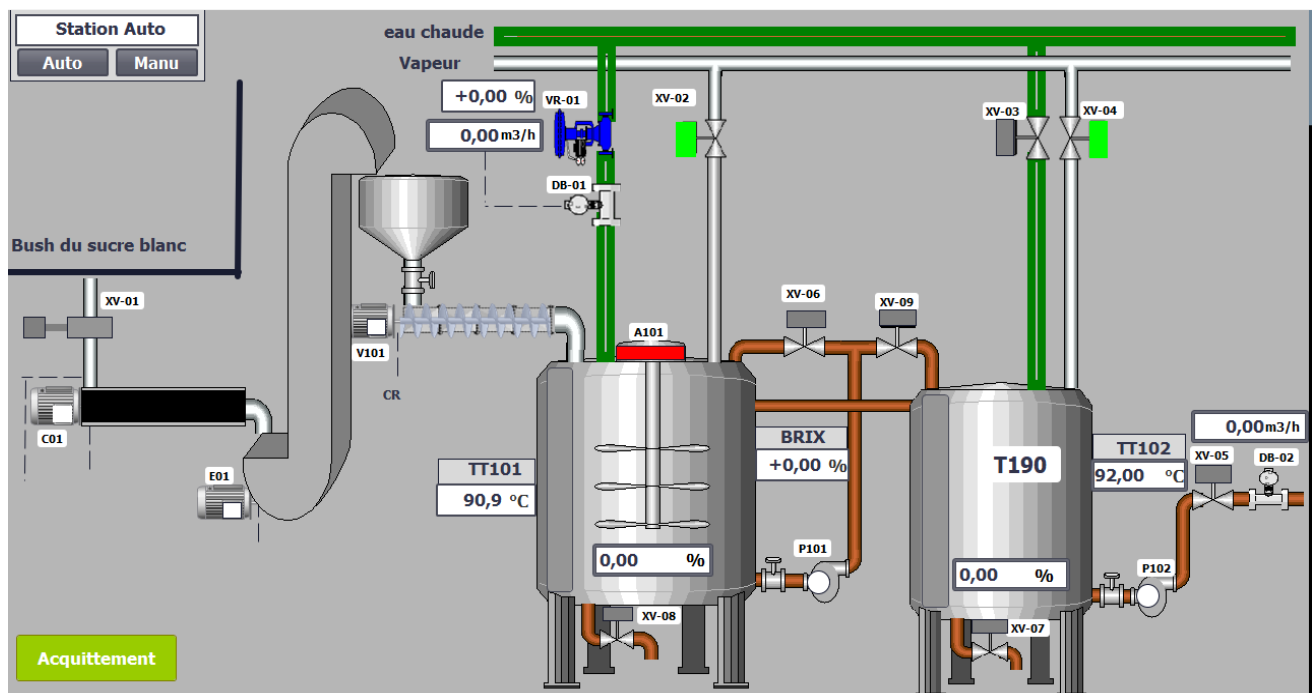 Station Auto
Auto Manu
eau chaude
Vapeur
+0,00 %
VR-01
XV-02
XV-03
XV-04
0,00 m3/h
DB-01
Bush du sucre blanc
XV-01
V101
A101
XV-06
XV-09
CR
C01
E01
TT101
90,9 °C
BRIX
+0,00 %
T190
TT102
92,00 °C
0,00 m3/h
XV-05
DB-02
0,00 %
P101
0,00 %
P102
XV-08
XV-07
Acquittement